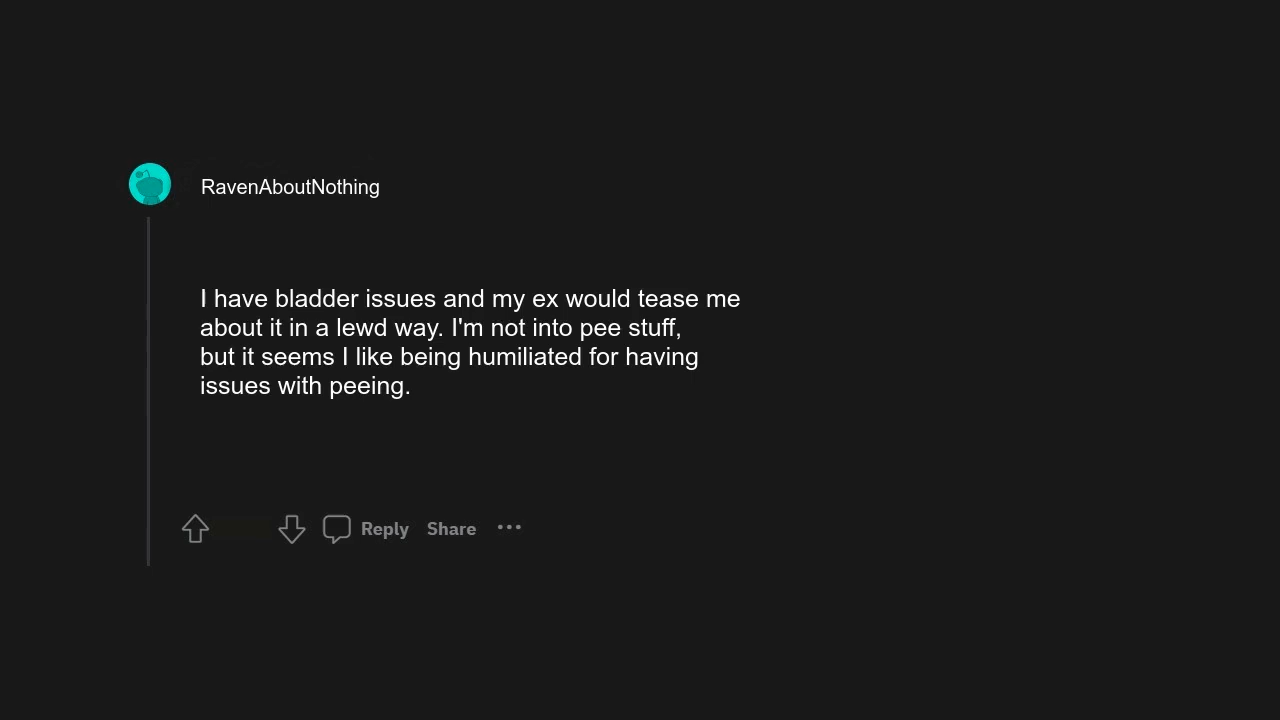 RavenAboutNothing
I have bladder issues and my ex would tease me
about it in a lewd way. I'm not into pee stuff,
but it seems I like being humiliated for having
issues with peeing.
Reply Share